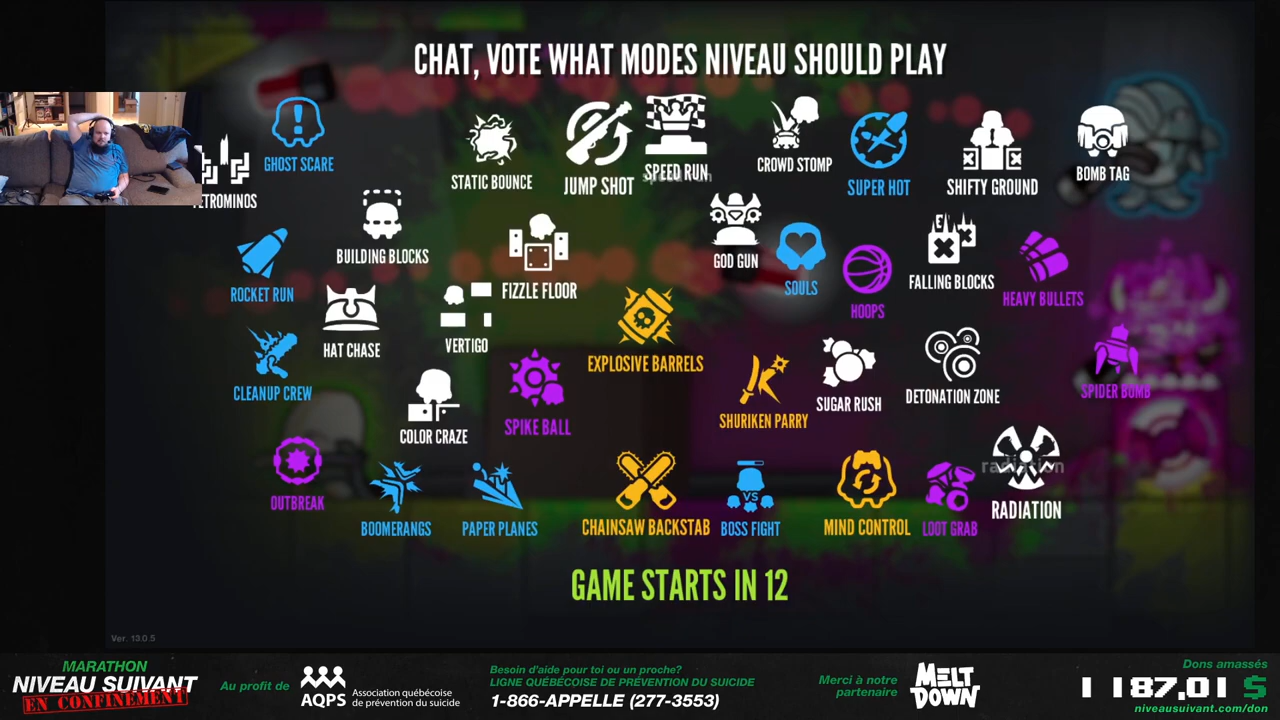 CHAT, VOTE WHAT MODES NIVEAU SHOULD PLAY
GHOST SCARE
STATIC BOUNCE
JUMP SHOT
SPEED RUN
CROWD STOMP
SUPER HOT
SHIFTY GROUND
BOMB TAG
ETROMINOS
BUILDING BLOCKS
ROCKET RUN
FIZZLE FLOOR
GOD GUN
SOULS
HOOPS
FALLING BLOCKS
HEAVY BULLETS
HAT CHASE
VERTIGO
EXPLOSIVE BARRELS
CLEANUP CREW
SPIKE BALL
SHURIKEN PARRY
SUGAR RUSH
DETONATION ZONE
SPIDER BOMB
COLOR CRAZE
OUTBREAK
BOOMERANGS
PAPER PLANES
CHAINSAW BACKSTAB
VS
BOSS FIGHT
MIND CONTROL
LOOT GRAB
radiation
RADIATION
GAME STARTS IN 12
Ver. 13.0.5
MARATHON
NIVEAU SUIVANT
EN CONFINEMENT
Au profit de
AQPS
Association québécoise
de prévention du suicide
Besoin d'aide pour toi ou un proche?
LIGNE QUÉBÉCOISE DE PRÉVENTION DU SUICIDE
1-866-APPELLE (277-3553)
Merci à notre
partenaire
MELT
DOWN
Dons amassés
1 187,01 $
niveausuivant.com/don